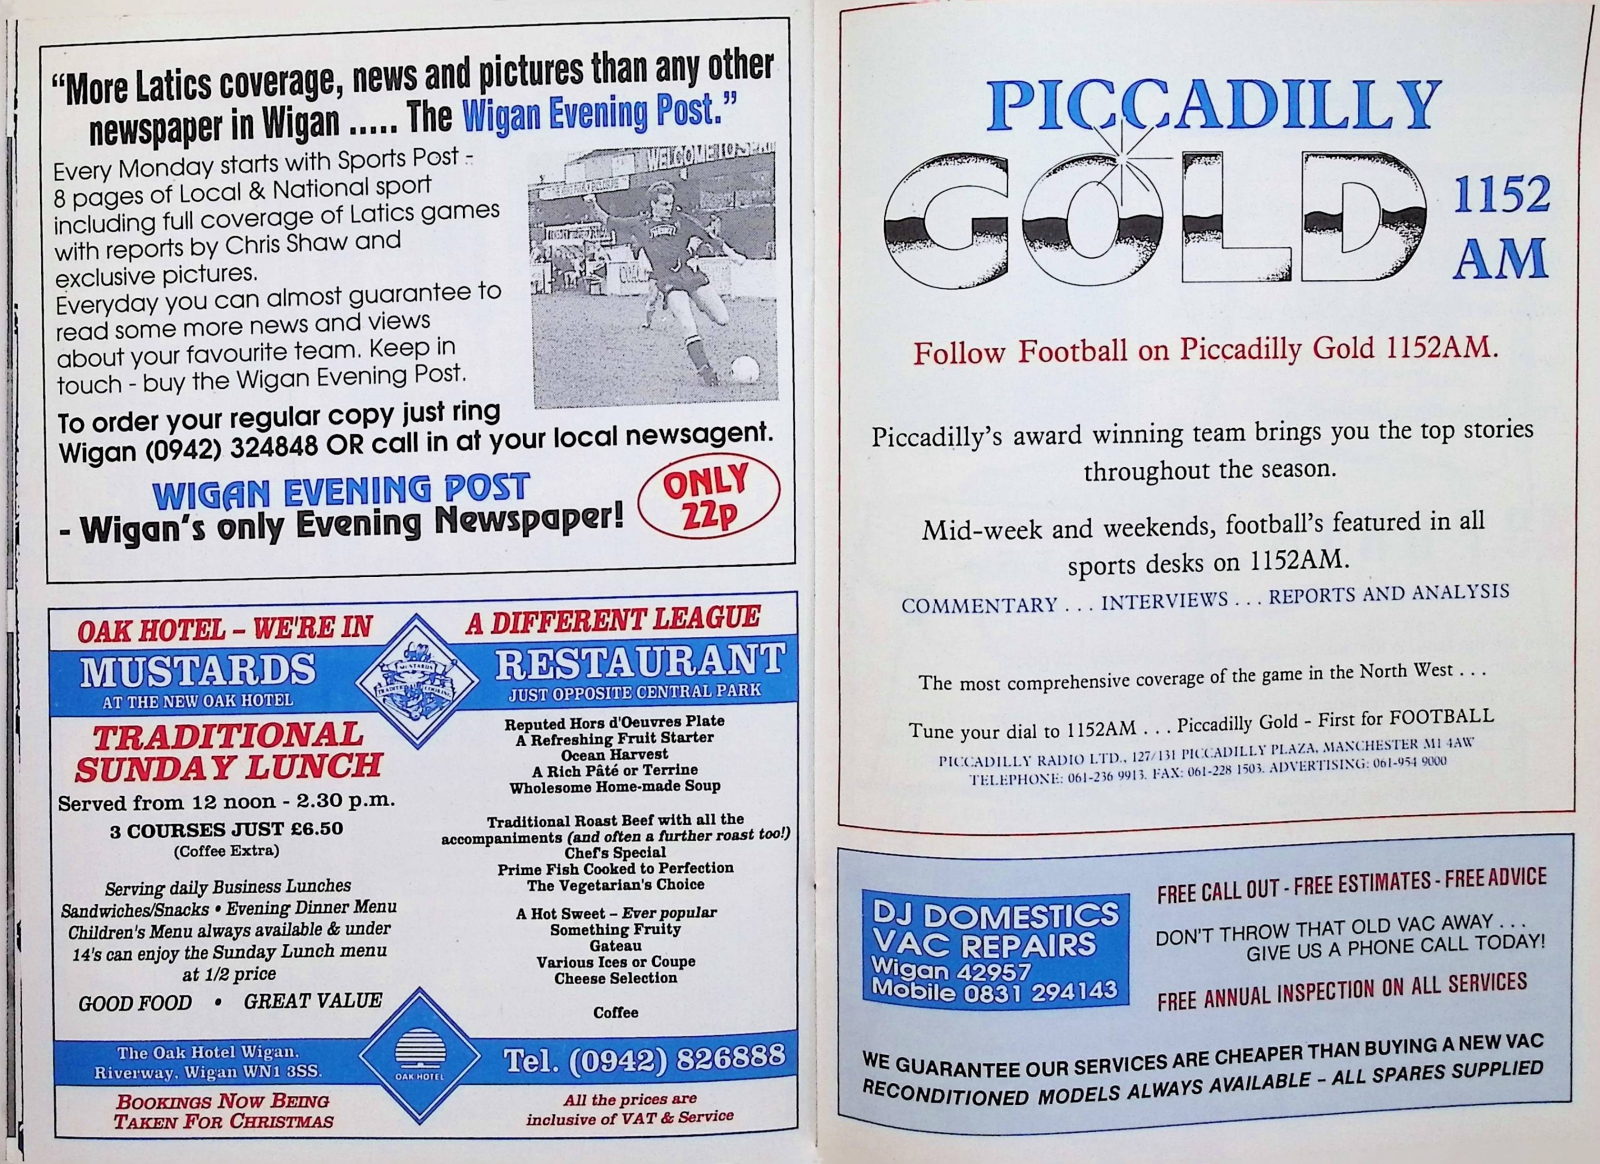 “More Latics coverage, news and pictures than any other
newspaper in Wigan ..... The Wigan Evening Post.”
Every Monday starts with Sports Post -
8 pages of Local & National sport
including full coverage of Latics games
with reports by Chris Shaw and
exclusive pictures.
Everyday you can almost guarantee to
read some more news and views
about your favourite team. Keep in
touch - buy the Wigan Evening Post.
WELCOME TO
To order your regular copy just ring
Wigan (0942) 324848 OR call in at your local newsagent.
WIGAN EVENING POST
- Wigan's only Evening Newspaper!
ONLY
22p
OAK HOTEL – WE'RE IN A DIFFERENT LEAGUE
MUSTARDS RESTAURANT
AT THE NEW OAK HOTEL JUST OPPOSITE CENTRAL PARK
MUSTARDS
TRADITIONAL
SUNDAY LUNCH
Served from 12 noon - 2.30 p.m.
3 COURSES JUST £6.50
(Coffee Extra)
Serving daily Business Lunches
Sandwiches/Snacks • Evening Dinner Menu
Children's Menu always available & under
14's can enjoy the Sunday Lunch menu
at 1/2 price
GOOD FOOD • GREAT VALUE
Reputed Hors d'Oeuvres Plate
A Refreshing Fruit Starter
Ocean Harvest
A Rich Pâté or Terrine
Wholesome Home-made Soup
Traditional Roast Beef with all the
accompaniments (and often a further roast too!)
Chef's Special
Prime Fish Cooked to Perfection
The Vegetarian's Choice
A Hot Sweet – Ever popular
Something Fruity
Gateau
Various Ices or Coupe
Cheese Selection
Coffee
The Oak Hotel Wigan.
Riverway, Wigan WN1 3SS.
OAK HOTEL
Tel. (0942) 826888
BOOKINGS NOW BEING
TAKEN FOR CHRISTMAS
All the prices are
inclusive of VAT & Service
PICCADILLY
GOLD
1152
AM
Follow Football on Piccadilly Gold 1152AM.
Piccadilly's award winning team brings you the top stories
throughout the season.
Mid-week and weekends, football's featured in all
sports desks on 1152AM.
COMMENTARY . . . INTERVIEWS . . . REPORTS AND ANALYSIS
The most comprehensive coverage of the game in the North West . . .
Tune your dial to 1152AM . . . Piccadilly Gold - First for FOOTBALL
PICCADILLY RADIO LTD., 127/131 PICCADILLY PLAZA, MANCHESTER M1 4AW
TELEPHONE: 061-236 9913. FAX: 061-228 1503. ADVERTISING: 061-954 9000
DJ DOMESTICS
VAC REPAIRS
Wigan 42957
Mobile 0831 294143
FREE CALL OUT - FREE ESTIMATES - FREE ADVICE
DON'T THROW THAT OLD VAC AWAY . . .
GIVE US A PHONE CALL TODAY!
FREE ANNUAL INSPECTION ON ALL SERVICES
WE GUARANTEE OUR SERVICES ARE CHEAPER THAN BUYING A NEW VAC
RECONDITIONED MODELS ALWAYS AVAILABLE – ALL SPARES SUPPLIED